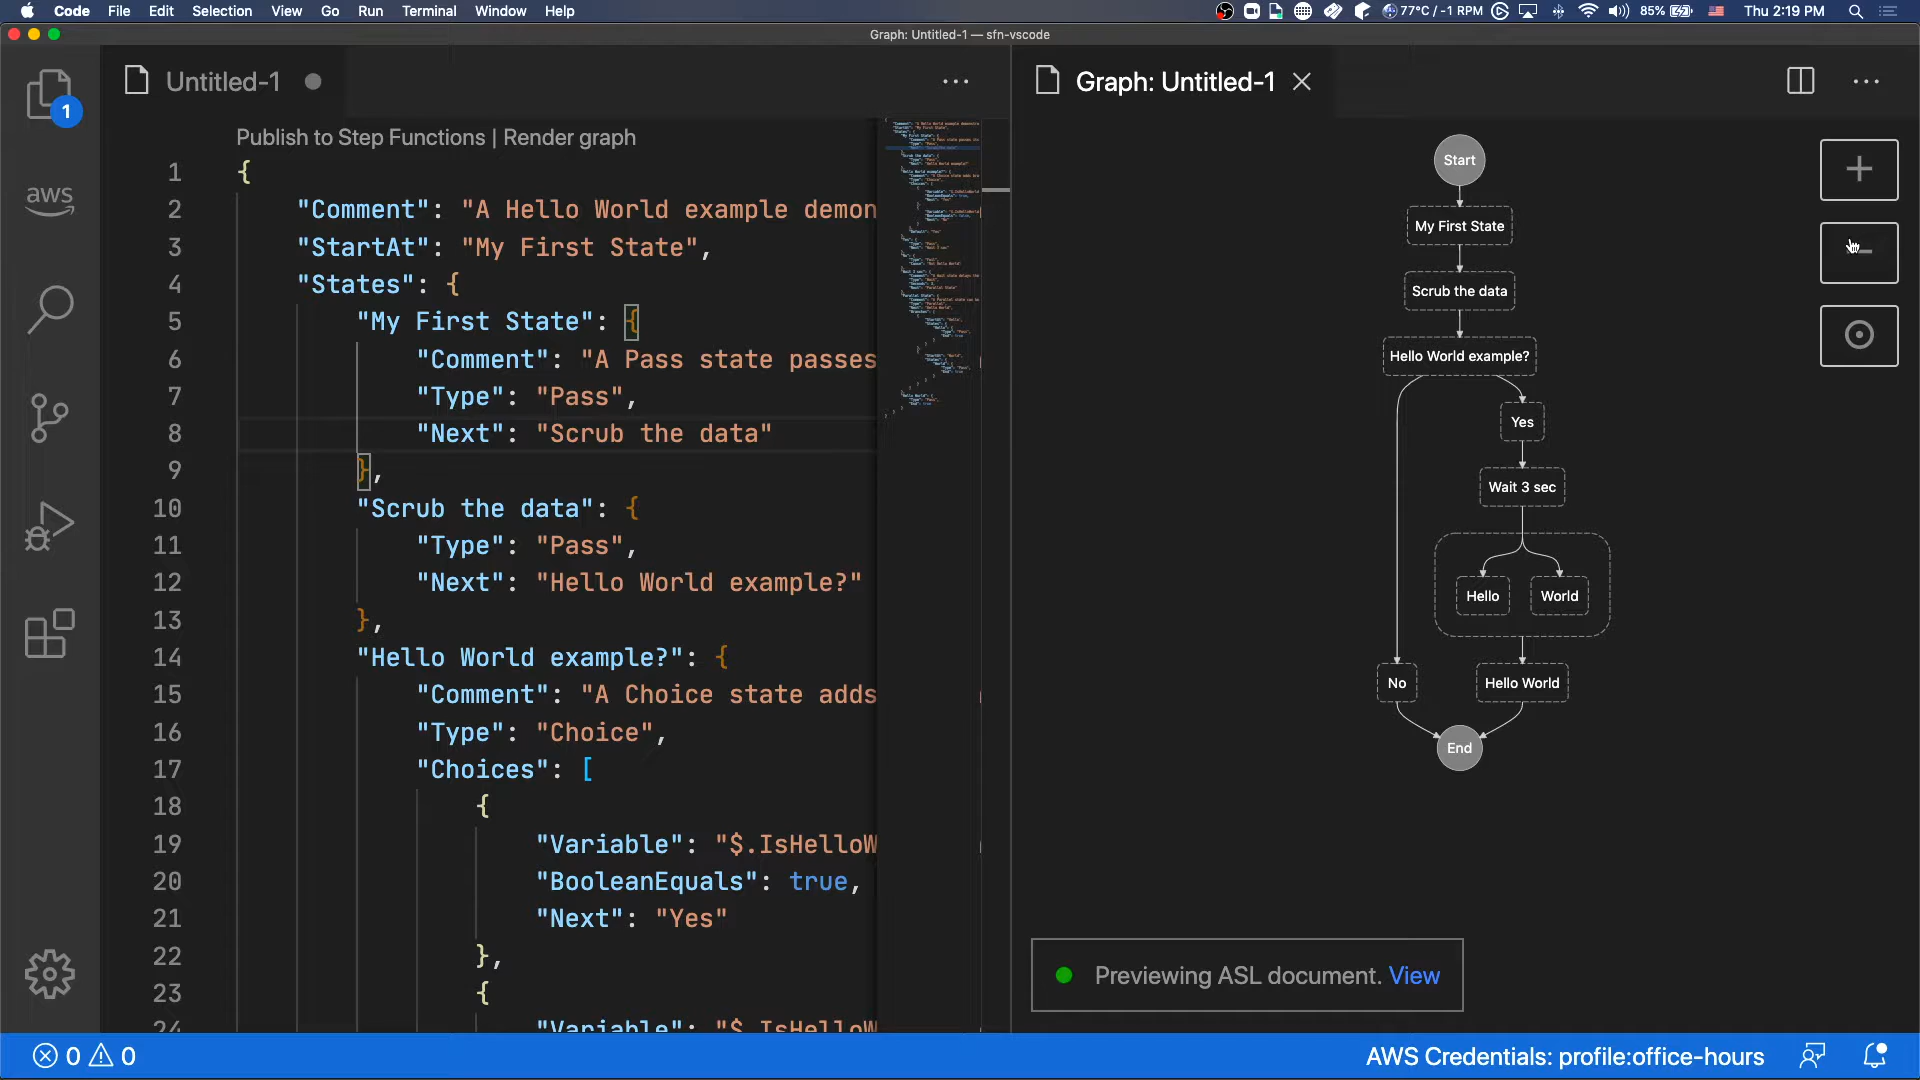 Code File Edit Selection View Go Run Terminal Window Help
77°C / -1 RPM 85% Thu 2:19 PM
Graph: Untitled-1 — sfn-vscode
Untitled-1
Graph: Untitled-1
1
aws
Publish to Step Functions | Render graph
1 {
2 "Comment": "A Hello World example demon
3 "StartAt": "My First State",
4 "States": {
5 "My First State": {
6 "Comment": "A Pass state passes
7 "Type": "Pass",
8 "Next": "Scrub the data"
9 },
10 "Scrub the data": {
11 "Type": "Pass",
12 "Next": "Hello World example?"
13 },
14 "Hello World example?": {
15 "Comment": "A Choice state adds
16 "Type": "Choice",
17 "Choices": [
18 {
19 "Variable": "$.IsHelloW
20 "BooleanEquals": true,
21 "Next": "Yes"
22 },
23 {
24 "Variable": "$.IsHelloW
Start
My First State
Scrub the data
Hello World example?
Yes
Wait 3 sec
Hello World
No
Hello World
End
Previewing ASL document. View
0 0
AWS Credentials: profile:office-hours